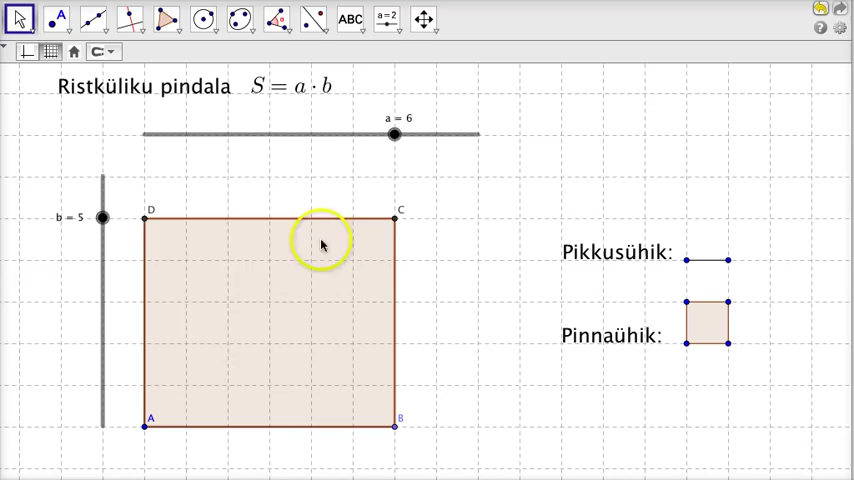 ABC
a=2
Ristküliku pindala S = a · b
a = 6
b = 5
D
C
Pikkusühik:
Pinnaühik:
A
B